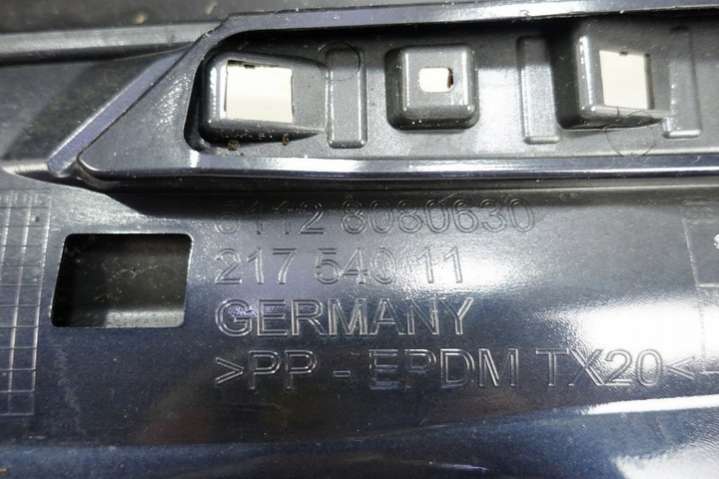 5112 8080630
217 540 11
GERMANY
>PP - EPDM TX20<